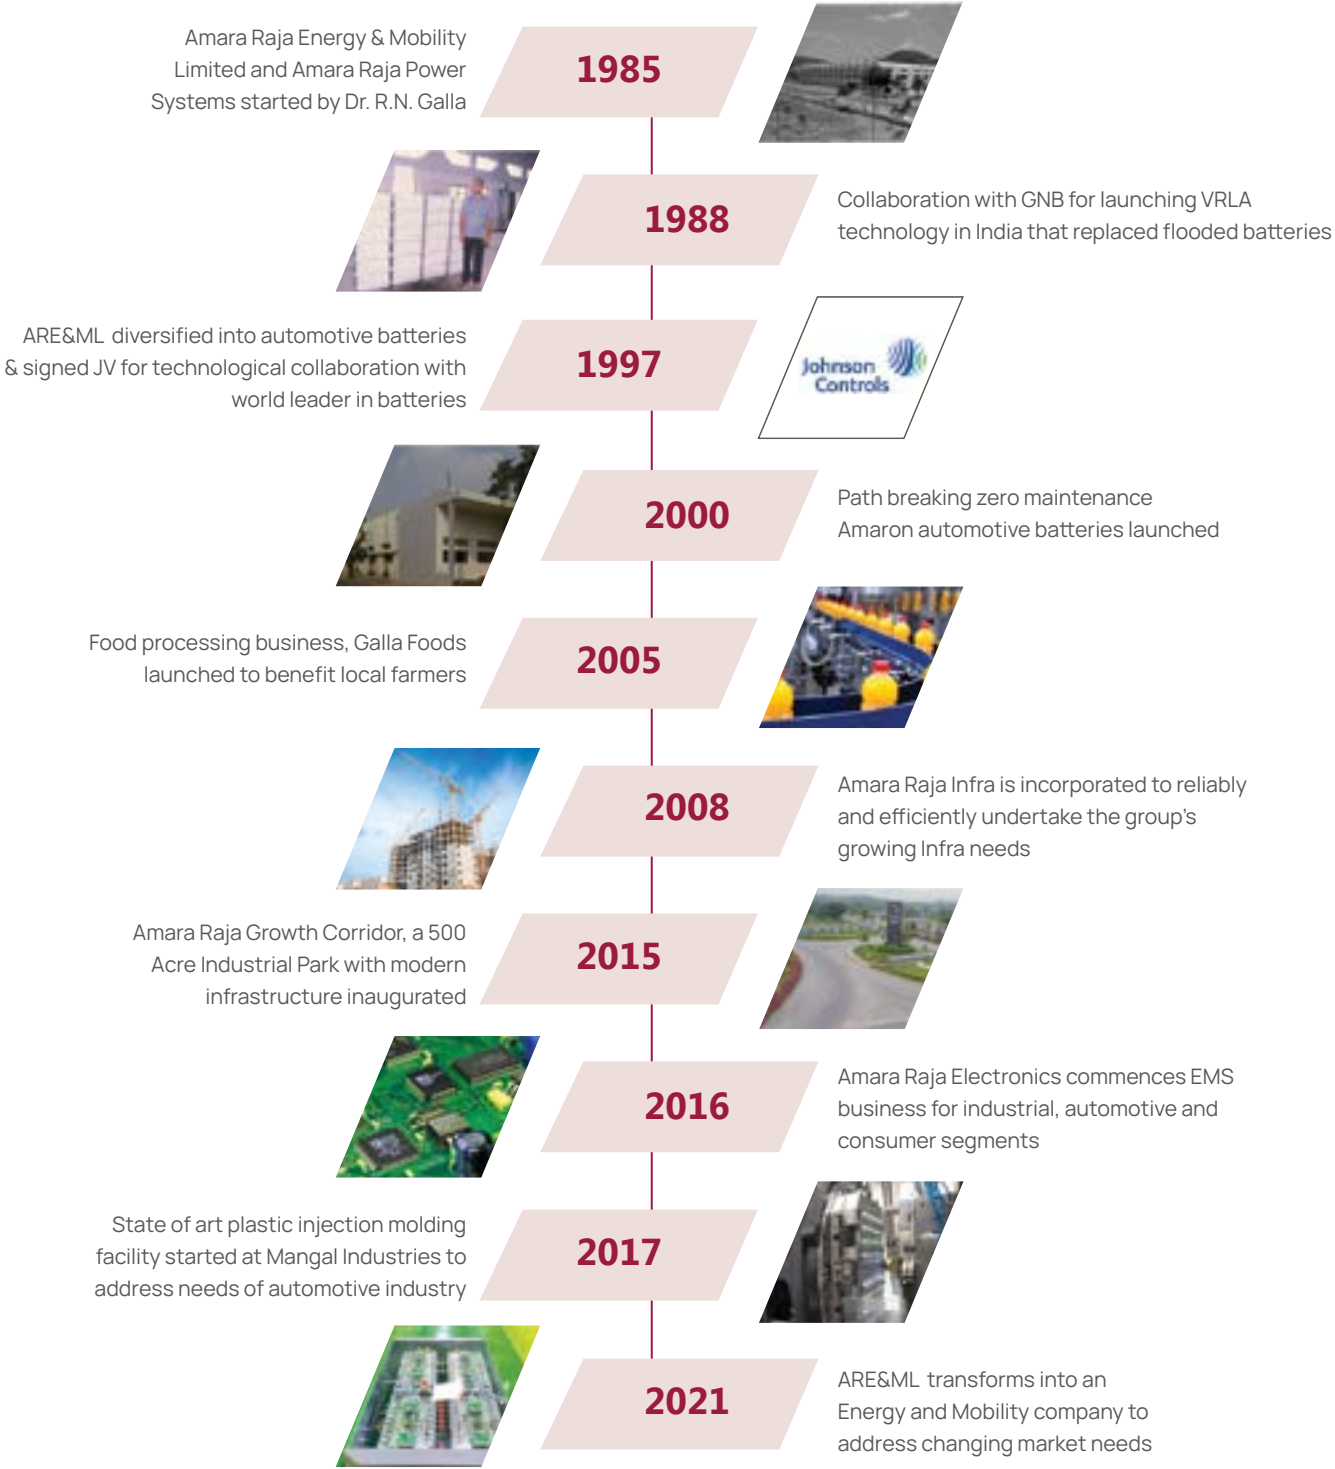 Amara Raja Energy & Mobility
Limited and Amara Raja Power
Systems started by Dr. R.N. Galla
1985
1988
Collaboration with GNB for launching VRLA
technology in India that replaced flooded batteries
ARE&ML diversified into automotive batteries
& signed JV for technological collaboration with
world leader in batteries
1997
Johnson
Controls
2000
Path breaking zero maintenance
Amaron automotive batteries launched
Food processing business, Galla Foods
launched to benefit local farmers
2005
2008
Amara Raja Infra is incorporated to reliably
and efficiently undertake the group's
growing Infra needs
Amara Raja Growth Corridor, a 500
Acre Industrial Park with modern
infrastructure inaugurated
2015
2016
Amara Raja Electronics commences EMS
business for industrial, automotive and
consumer segments
State of art plastic injection molding
facility started at Mangal Industries to
address needs of automotive industry
2017
2021
ARE&ML transforms into an
Energy and Mobility company to
address changing market needs